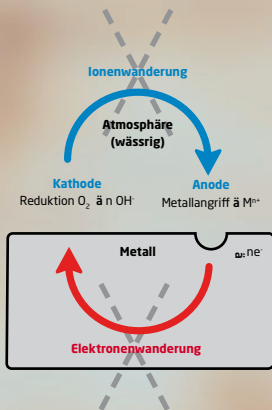 Ionenwanderung
Atmosphäre
(wässrig)
Kathode
Reduktion O₂ ä n OH⁻
Anode
Metallangriff ä Mⁿ⁺
Metall
ne⁻
Elektronenwanderung